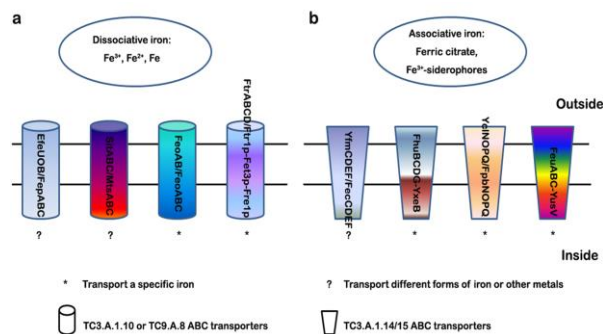 a
b
Dissociative iron:
Fe³⁺, Fe²⁺, Fe
Associative iron:
Ferric citrate,
Fe³⁺-siderophores
Outside
EfeUOB/FepABC
SitABC/MtsABC
FeoAB/FeoABC
FtrABCD/Ftr1p-Fet3p-Fre1p
YfmCDEF/FecCDEF
FhuBCDG-YxeB
YclNOPQ/FpbNOPQ
FeuABC-YusV
? ? * *
? * * *
Inside
* Transport a specific iron
? Transport different forms of iron or other metals
TC3.A.1.10 or TC9.A.8 ABC transporters
TC3.A.1.14/15 ABC transporters